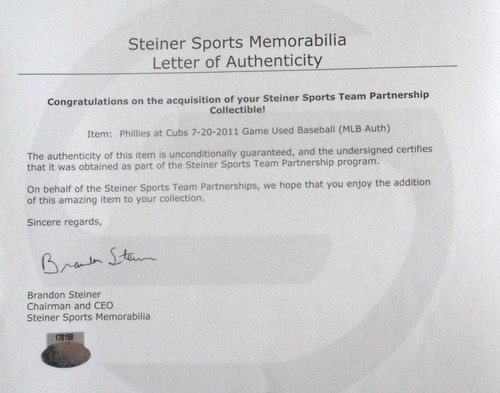 Steiner Sports Memorabilia
Letter of Authenticity
Congratulations on the acquisition of your Steiner Sports Team Partnership
Collectible!
Item: Phillies at Cubs 7-20-2011 Game Used Baseball (MLB Auth)
The authenticity of this item is unconditionally guaranteed, and the undersigned certifies
that it was obtained as part of the Steiner Sports Team Partnership program.
On behalf of the Steiner Sports Team Partnerships, we hope that you enjoy the addition
of this amazing item to your collection.
Sincere regards,
Brandon Steiner
Brandon Steiner
Chairman and CEO
Steiner Sports Memorabilia
178158